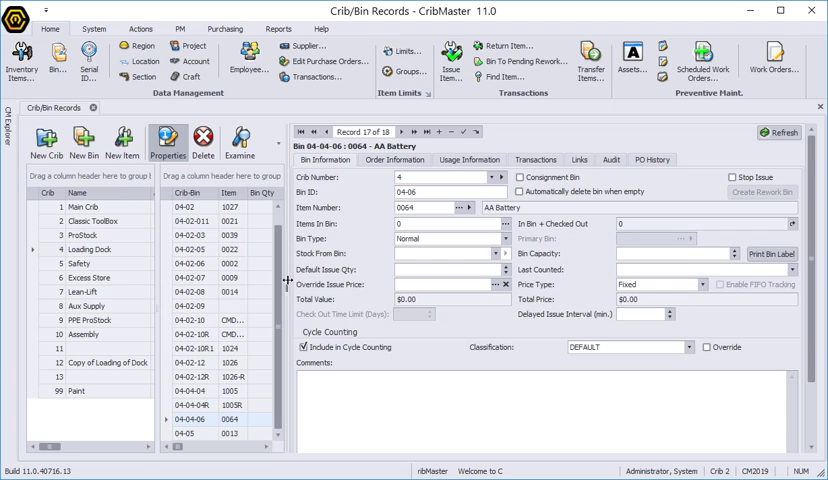 Crib/Bin Records - CribMaster 11.0
Home System Actions PM Purchasing Reports Help
Inventory Items... Bin... Serial ID... Region Location Section Project Account Craft Employee... Supplier... Edit Purchase Orders... Transactions... Limits... Groups... Issue Item... Return Item... Bin To Pending Rework... Find Item... Transfer Items... Assets... Scheduled Work Orders... Work Orders...
Data Management Item Limits Transactions Preventive Maint.
CM Explorer
Crib/Bin Records
New Crib New Bin New Item Properties Delete Examine
Record 17 of 18 Refresh
Bin 04-04-06 : 0064 - AA Battery
Bin Information Order Information Usage Information Transactions Links Audit PO History
Drag a column header here to group b Drag a column header here to group
Crib Name
1 Main Crib
2 Classic ToolBox
3 ProStock
4 Loading Dock
5 Safety
6 Excess Store
7 Lean-Lift
8 Aux Supply
9 PPE ProStock
10 Assembly
11
12 Copy of Loading of Dock
13
99 Paint
Crib-Bin Item Bin Qty
04-02 1027
04-02-011 0021
04-02-03 0039
04-02-05 0022
04-02-06 0002
04-02-07 0009
04-02-08 0014
04-02-09
04-02-10 CMD...
04-02-10R CMD...
04-02-10R1 1024
04-02-12 1026
04-02-12R 1026-R
04-04-04 1005
04-04-04R 1005R
04-04-06 0064
04-05 0013
Crib Number: 4 Consignment Bin Stop Issue
Bin ID: 04-06 Automatically delete bin when empty Create Rework Bin
Item Number: 0064 AA Battery
Items In Bin: 0 In Bin + Checked Out 0
Bin Type: Normal Primary Bin:
Stock From Bin: Bin Capacity: Print Bin Label
Default Issue Qty: Last Counted:
Override Issue Price: Price Type: Fixed Enable FIFO Tracking
Total Value: $0.00 Total Price: $0.00
Check Out Time Limit (Days): Delayed Issue Interval (min.)
Cycle Counting
Include in Cycle Counting Classification: DEFAULT Override
Comments:
Build 11.0.40716.13 ribMaster Welcome to C Administrator, System Crib 2 CM2019 NUM